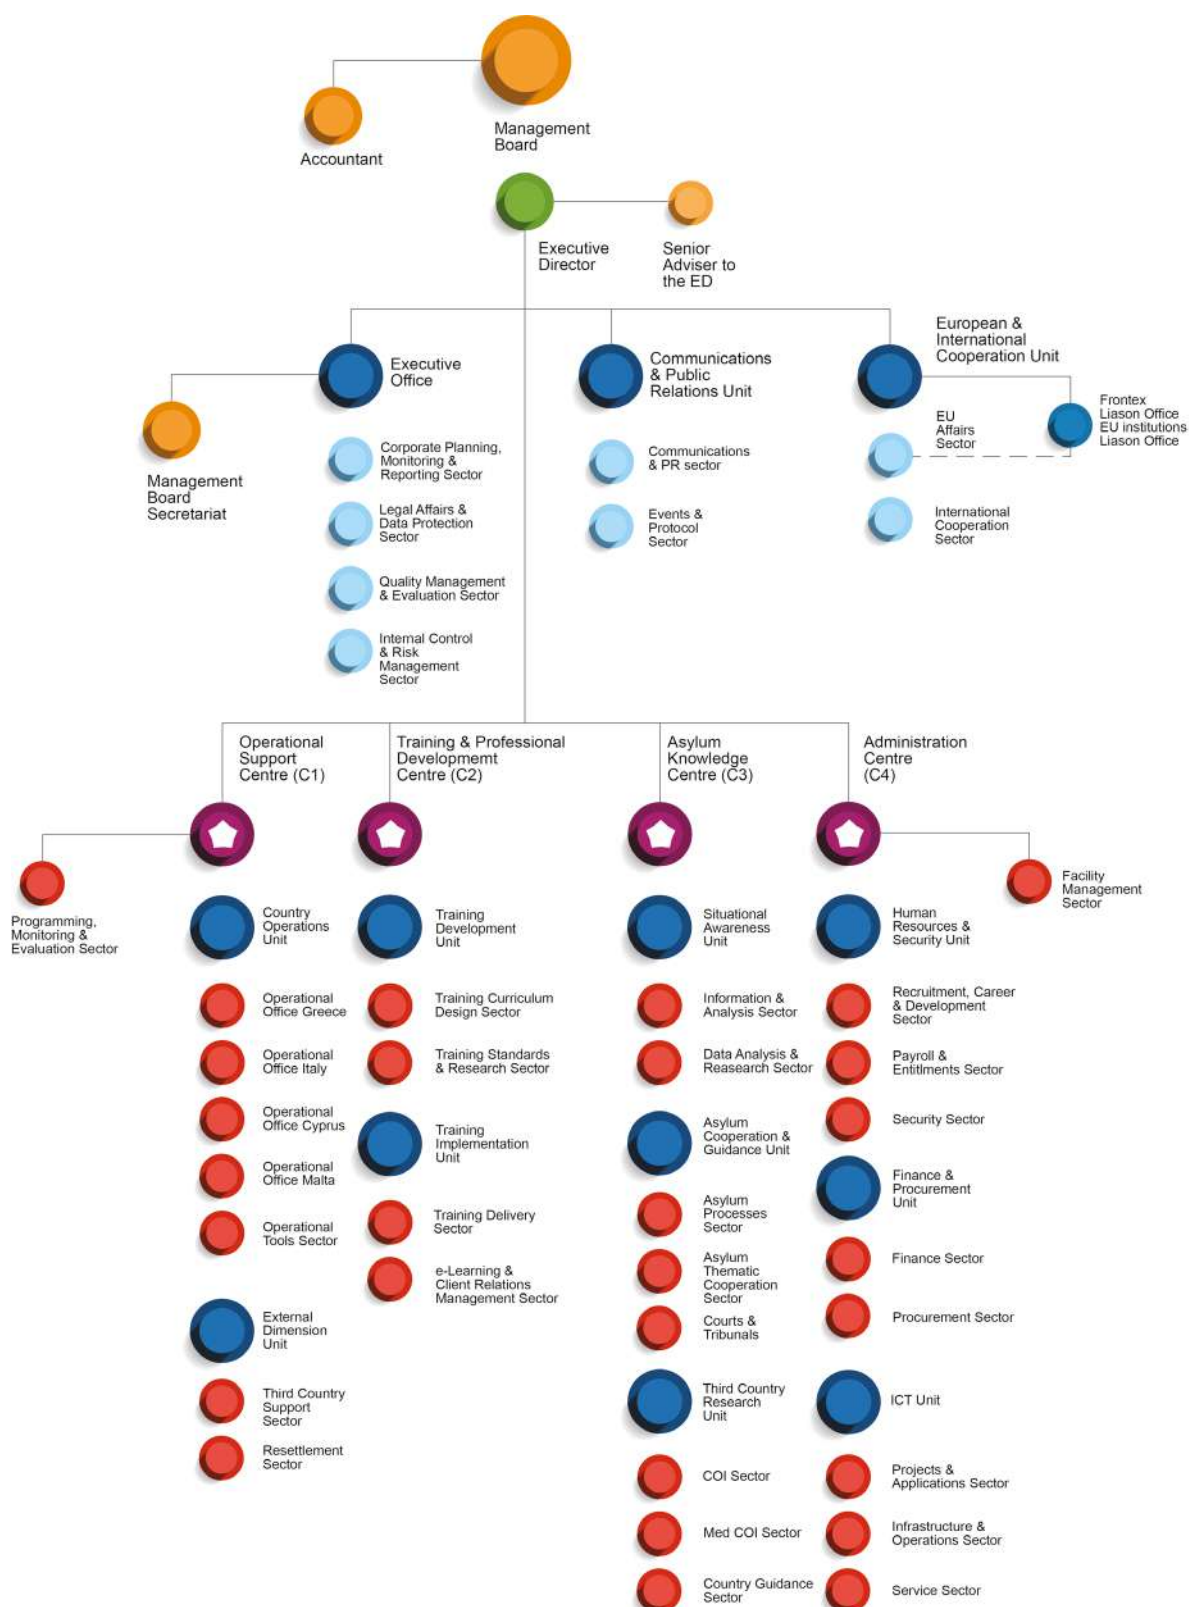 Management
Board
Accountant
Executive
Director
Senior
Adviser to
the ED
Executive
Office
Communications
& Public
Relations Unit
European &
International
Cooperation Unit
Frontex
Liason Office
EU institutions
Liason Office
Management
Board
Secretariat
Corporate Planning,
Monitoring &
Reporting Sector
Legal Affairs &
Data Protection
Sector
Quality Management
& Evaluation Sector
Internal Control
& Risk
Management
Sector
Communications
& PR sector
Events &
Protocol
Sector
EU
Affairs
Sector
International
Cooperation
Sector
Operational
Support
Centre (C1)
Training & Professional
Developmemt
Centre (C2)
Asylum
Knowledge
Centre (C3)
Administration
Centre
(C4)
Programming,
Monitoring &
Evaluation Sector
Country
Operations
Unit
Operational
Office Greece
Operational
Office Italy
Operational
Office Cyprus
Operational
Office Malta
Operational
Tools Sector
External
Dimension
Unit
Third Country
Support
Sector
Resettlement
Sector
Training
Development
Unit
Training Curriculum
Design Sector
Training Standards
& Research Sector
Training
Implementation
Unit
Training Delivery
Sector
e-Learning &
Client Relations
Management Sector
Situational
Awareness
Unit
Information &
Analysis Sector
Data Analysis &
Reasearch Sector
Asylum
Cooperation &
Guidance Unit
Asylum
Processes
Sector
Asylum
Thematic
Cooperation
Sector
Courts &
Tribunals
Third Country
Research
Unit
COI Sector
Med COI Sector
Country Guidance
Sector
Facility
Management
Sector
Human
Resources &
Security Unit
Recruitment, Career
& Development
Sector
Payroll &
Entitlments Sector
Security Sector
Finance &
Procurement
Unit
Finance Sector
Procurement Sector
ICT Unit
Projects &
Applications Sector
Infrastructure &
Operations Sector
Service Sector